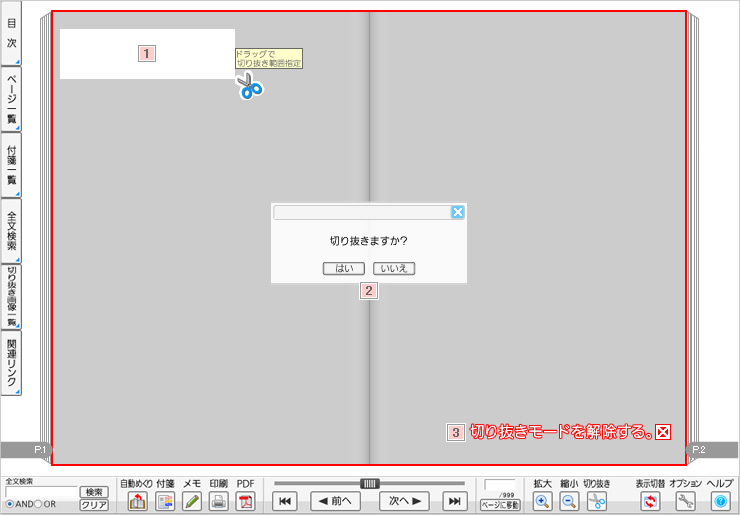 目次
ページ一覧
付箋一覧
全文検索
切り抜き画像一覧
関連リンク
1
ドラッグで
切り抜き範囲指定
切り抜きますか?
はい
いいえ
2
3 切り抜きモードを解除する。
P.1
P.2
全文検索
検索
AND OR
クリア
自動めくり 付箋 メモ 印刷 PDF
前へ
次へ
/999
ページに移動
拡大 縮小 切り抜き
表示切替 オプション ヘルプ